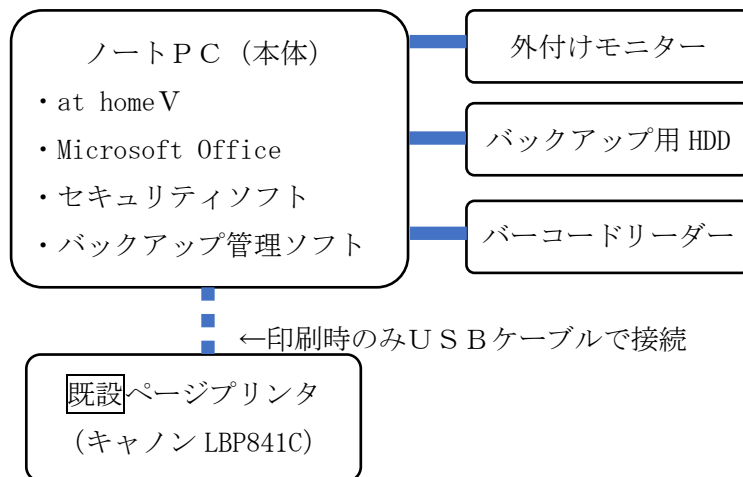 ノートＰＣ（本体）
・at homeＶ
・Microsoft Office
・セキュリティソフト
・バックアップ管理ソフト
外付けモニター
バックアップ用 HDD
バーコードリーダー
←印刷時のみＵＳＢケーブルで接続
既設ページプリンタ
（キャノン LBP841C）